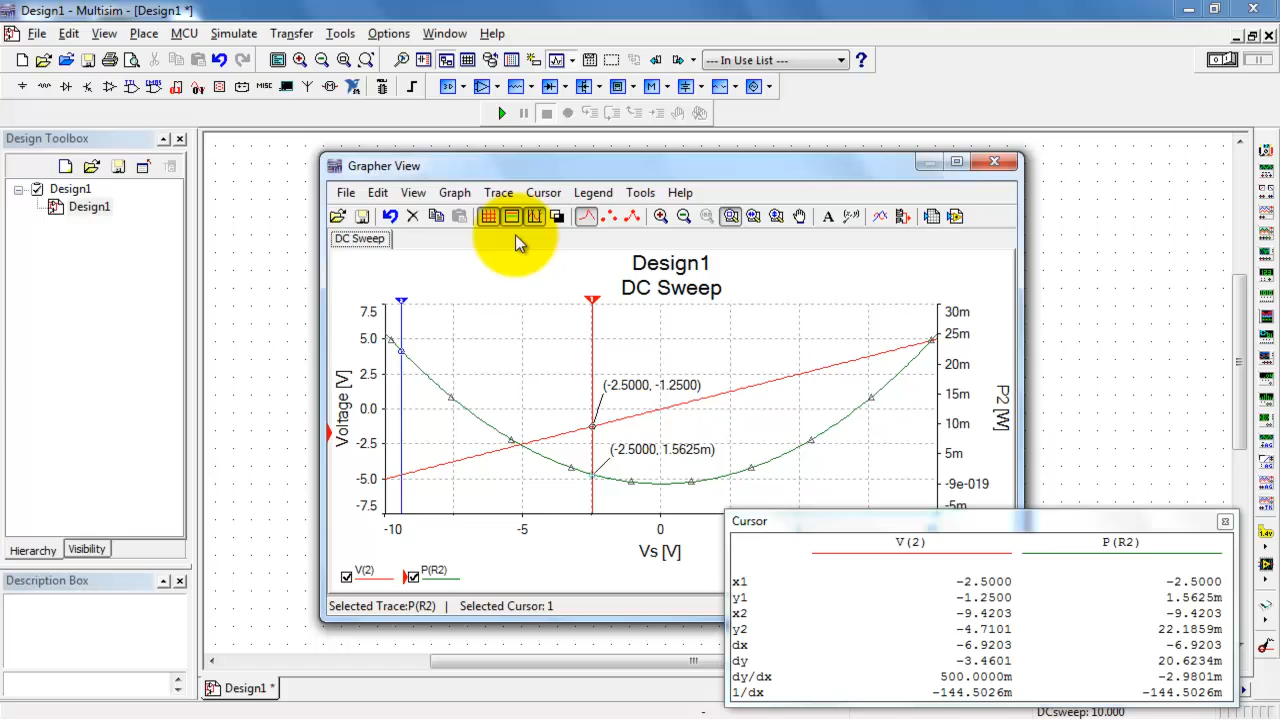 Design1 - Multisim - [Design1 *]
File Edit View Place MCU Simulate Transfer Tools Options Window Help
--- In Use List ---
Design Toolbox
Design1
Design1
Hierarchy Visibility
Description Box
Grapher View
File Edit View Graph Trace Cursor Legend Tools Help
DC Sweep
Design1
DC Sweep
7.5
5.0
2.5
0.0
-2.5
-5.0
-7.5
Voltage [V]
30m
25m
20m
15m
10m
5m
-9e-019
-5m
P2 [W]
(-2.5000, -1.2500)
(-2.5000, 1.5625m)
-10 -5 0
Vs [V]
V(2) P(R2)
Selected Trace:P(R2) | Selected Cursor: 1
Cursor
V(2) P(R2)
x1 -2.5000 -2.5000
y1 -1.2500 1.5625m
x2 -9.4203 -9.4203
y2 -4.7101 22.1859m
dx -6.9203 -6.9203
dy -3.4601 20.6234m
dy/dx 500.0000m -2.9801m
1/dx -144.5026m -144.5026m
Design1 *
DCsweep: 10.000